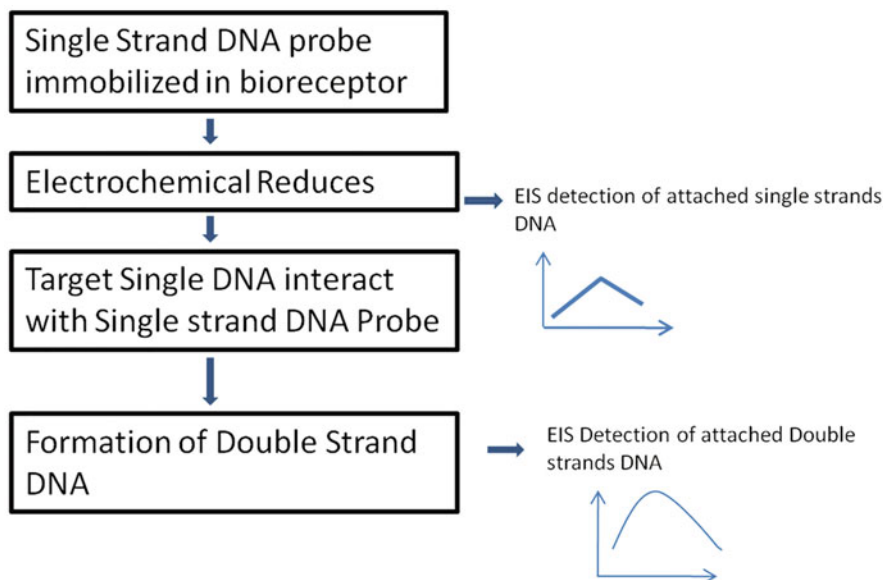 Single Strand DNA probe
immobilized in bioreceptor
Electrochemical Reduces
EIS detection of attached single strands
DNA
Target Single DNA interact
with Single strand DNA Probe
Formation of Double Strand
DNA
EIS Detection of attached Double
strands DNA